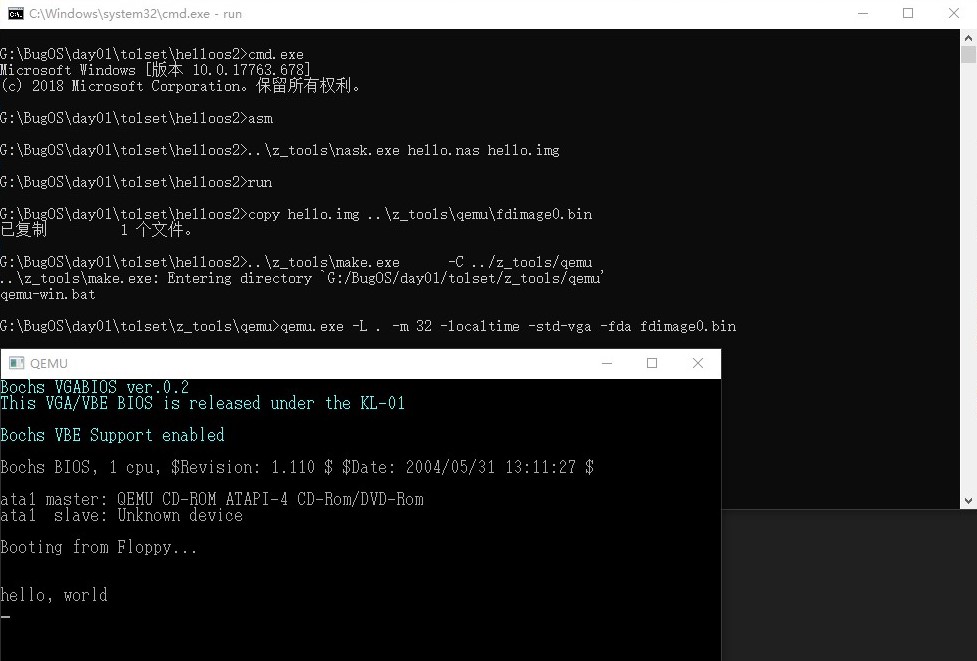 C:\Windows\system32\cmd.exe - run
G:\BugOS\day01\tolset\helloos2>cmd.exe
Microsoft Windows [版本 10.0.17763.678]
(c) 2018 Microsoft Corporation。保留所有权利。
G:\BugOS\day01\tolset\helloos2>asm
G:\BugOS\day01\tolset\helloos2>..\z_tools\nask.exe hello.nas hello.img
G:\BugOS\day01\tolset\helloos2>run
G:\BugOS\day01\tolset\helloos2>copy hello.img ..\z_tools\qemu\fdimage0.bin
已复制         1 个文件。
G:\BugOS\day01\tolset\helloos2>..\z_tools\make.exe      -C ../z_tools/qemu
..\z_tools\make.exe: Entering directory `G:/BugOS/day01/tolset/z_tools/qemu'
qemu-win.bat
G:\BugOS\day01\tolset\z_tools\qemu>qemu.exe -L . -m 32 -localtime -std-vga -fda fdimage0.bin
QEMU
Bochs VGABIOS ver.0.2
This VGA/VBE BIOS is released under the KL-01
Bochs VBE Support enabled
Bochs BIOS, 1 cpu, $Revision: 1.110 $ $Date: 2004/05/31 13:11:27 $
ata1 master: QEMU CD-ROM ATAPI-4 CD-Rom/DVD-Rom
ata1  slave: Unknown device
Booting from Floppy...
hello, world